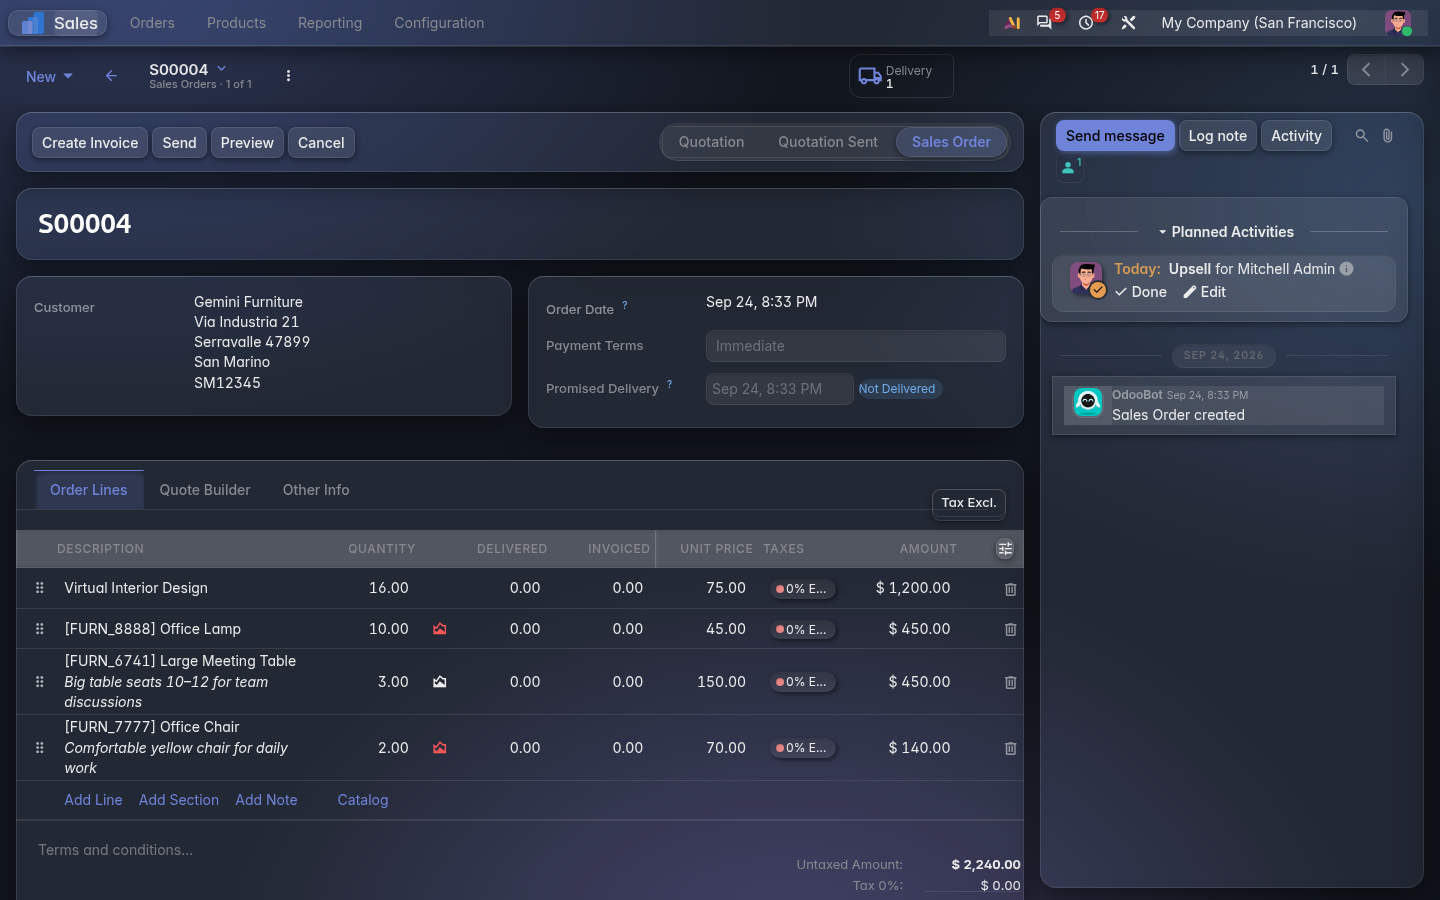 Sales
Orders
Products
Reporting
Configuration
5
17
My Company (San Francisco)
New
S00004
Sales Orders · 1 of 1
Delivery
1
1 / 1
Create Invoice
Send
Preview
Cancel
Quotation
Quotation Sent
Sales Order
Send message
Log note
Activity
1
S00004
Planned Activities
Today: Upsell for Mitchell Admin
Done
Edit
Customer
Gemini Furniture
Via Industria 21
Serravalle 47899
San Marino
SM12345
Order Date ?
Sep 24, 8:33 PM
Payment Terms
Immediate
Promised Delivery ?
Sep 24, 8:33 PM
Not Delivered
SEP 24, 2026
OdooBot Sep 24, 8:33 PM
Sales Order created
Order Lines
Quote Builder
Other Info
Tax Excl.
DESCRIPTION QUANTITY DELIVERED INVOICED UNIT PRICE TAXES AMOUNT
Virtual Interior Design 16.00 0.00 0.00 75.00 0% E... $ 1,200.00
[FURN_8888] Office Lamp 10.00 0.00 0.00 45.00 0% E... $ 450.00
[FURN_6741] Large Meeting Table
Big table seats 10–12 for team
discussions
3.00 0.00 0.00 150.00 0% E... $ 450.00
[FURN_7777] Office Chair
Comfortable yellow chair for daily
work
2.00 0.00 0.00 70.00 0% E... $ 140.00
Add Line
Add Section
Add Note
Catalog
Terms and conditions...
Untaxed Amount: $ 2,240.00
Tax 0%: $ 0.00